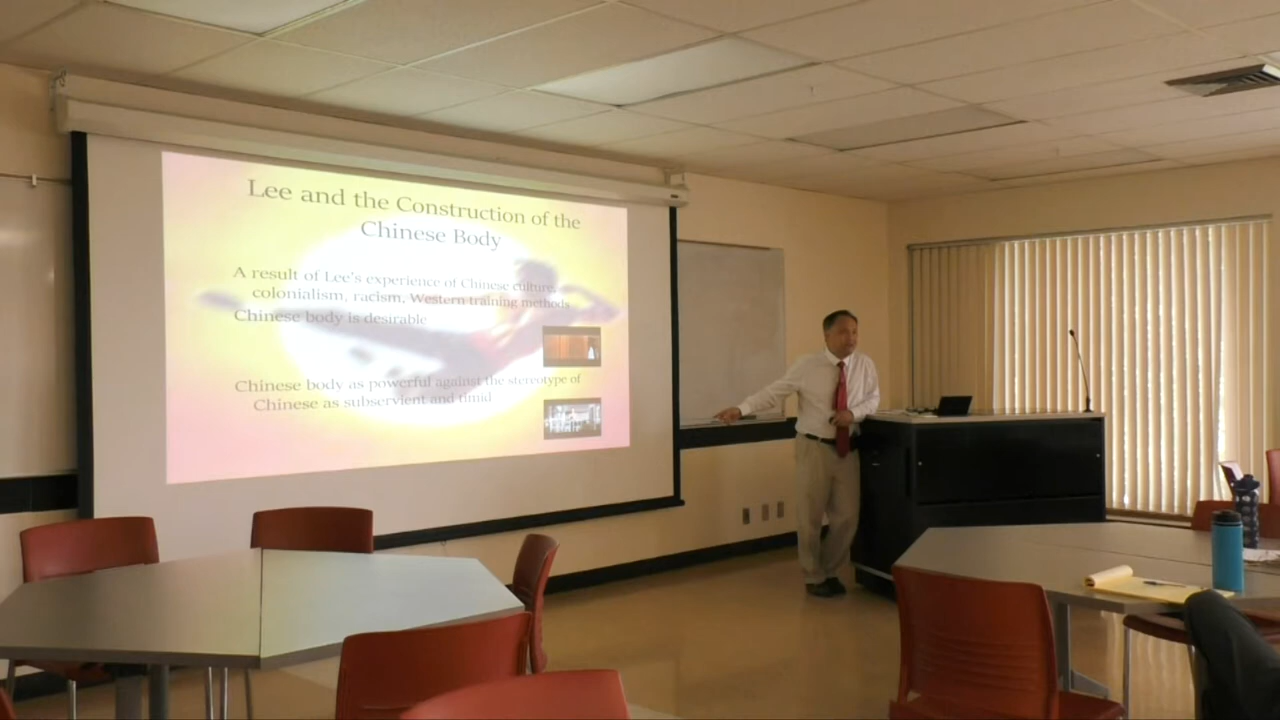 Lee and the Construction of the
Chinese Body
A result of Lee's experience of Chinese culture,
colonialism, racism, Western training methods
Chinese body is desirable
Chinese body as powerful against the stereotype of
Chinese as subservient and timid